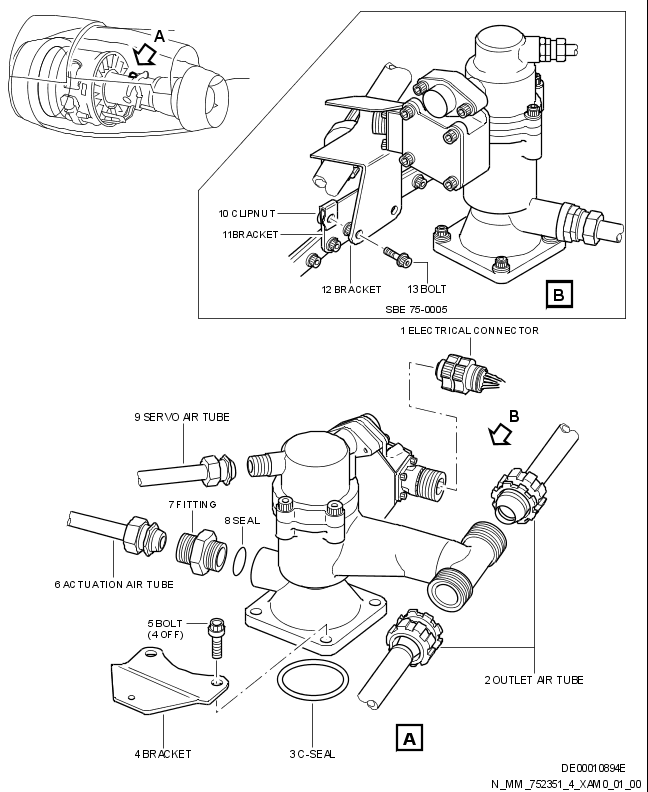 A
10 CLIPNUT
11 BRACKET
12 BRACKET
13 BOLT
B
SBE 75-0005
1 ELECTRICAL CONNECTOR
9 SERVO AIR TUBE
B
7 FITTING
8 SEAL
6 ACTUATION AIR TUBE
5 BOLT
(4 OFF)
2 OUTLET AIR TUBE
A
4 BRACKET
3 C-SEAL
DE00010894E
N_MM_752351_4_XAM0_01_00